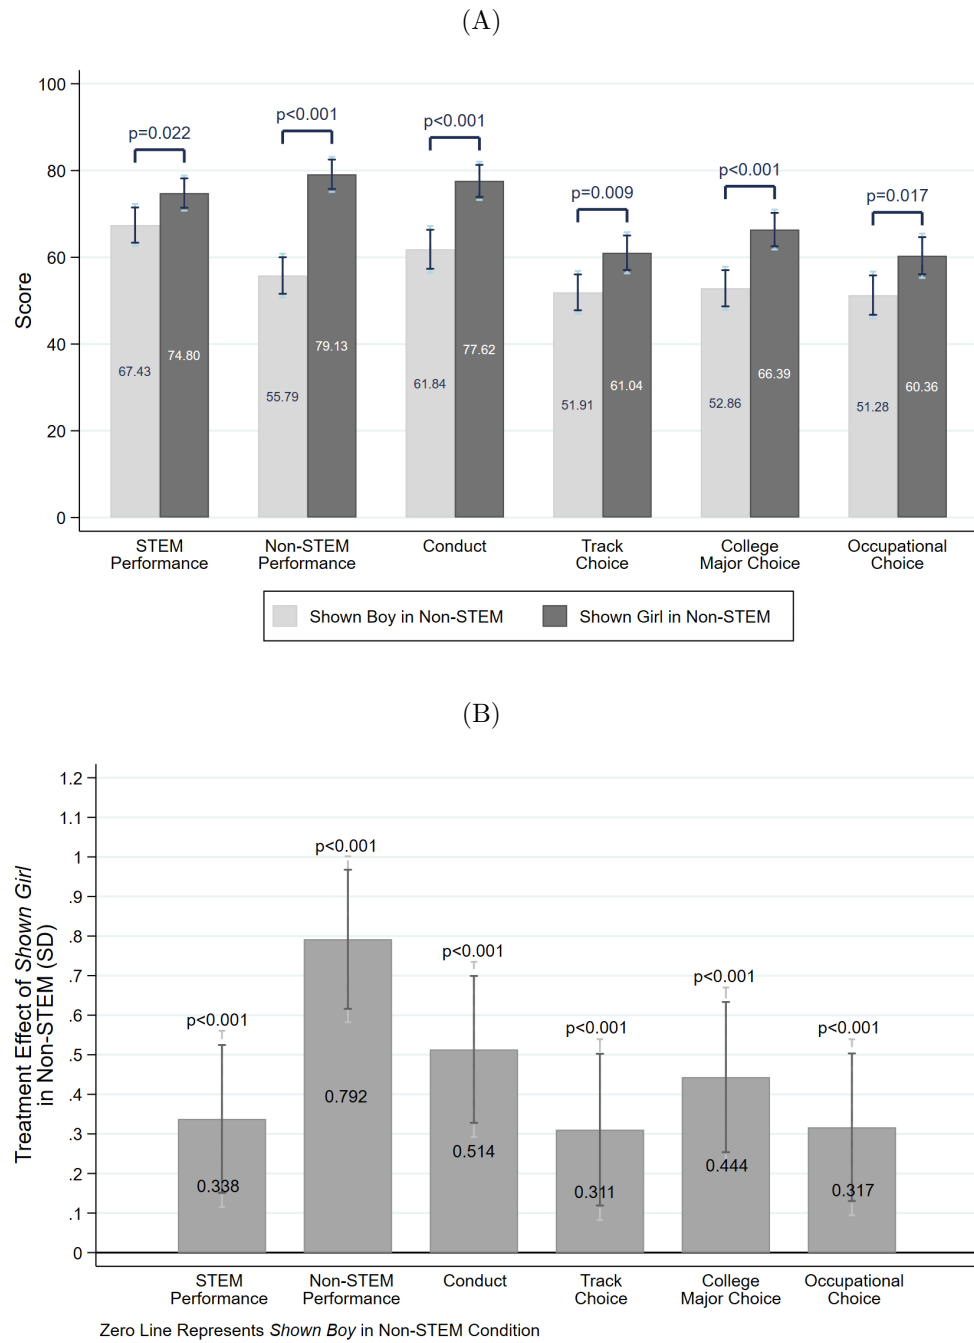 (A)
100
80
60
40
20
0
Score
p=0.022
p<0.001
p<0.001
p=0.009
p<0.001
p=0.017
67.43
74.80
55.79
79.13
61.84
77.62
51.91
61.04
52.86
66.39
51.28
60.36
STEM
Performance
Non-STEM
Performance
Conduct
Track
Choice
College
Major Choice
Occupational
Choice
Shown Boy in Non-STEM
Shown Girl in Non-STEM
(B)
1.2
1.1
1
.9
.8
.7
.6
.5
.4
.3
.2
.1
0
Treatment Effect of Shown Girl
in Non-STEM (SD)
p<0.001
p<0.001
p<0.001
p<0.001
p<0.001
p<0.001
0.338
0.792
0.514
0.311
0.444
0.317
STEM
Performance
Non-STEM
Performance
Conduct
Track
Choice
College
Major Choice
Occupational
Choice
Zero Line Represents Shown Boy in Non-STEM Condition